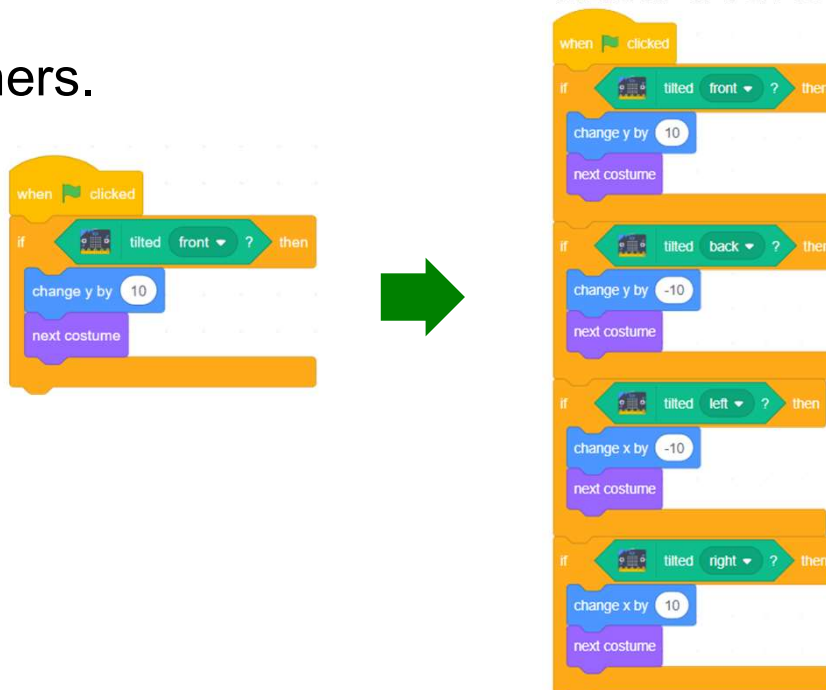 ners.
when clicked
if tilted front ? then
change y by 10
next costume
when clicked
if tilted front ? then
change y by 10
next costume
if tilted back ? then
change y by -10
next costume
if tilted left ? then
change x by -10
next costume
if tilted right ? then
change x by 10
next costume